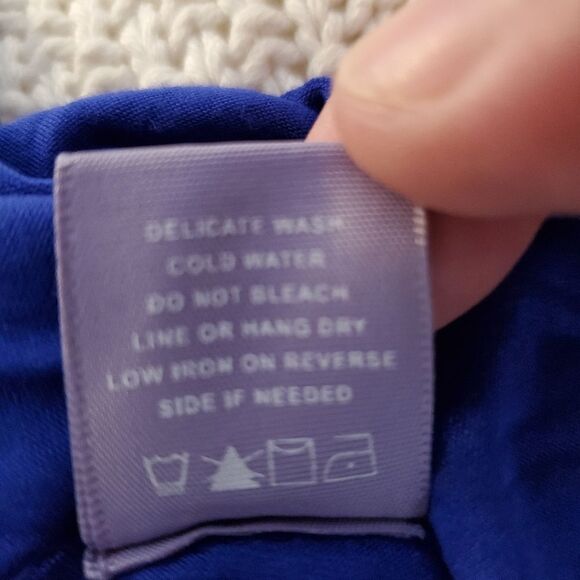 DELICATE WASH
COLD WATER
DO NOT BLEACH
LINE OR HANG DRY
LOW IRON ON REVERSE
SIDE IF NEEDED